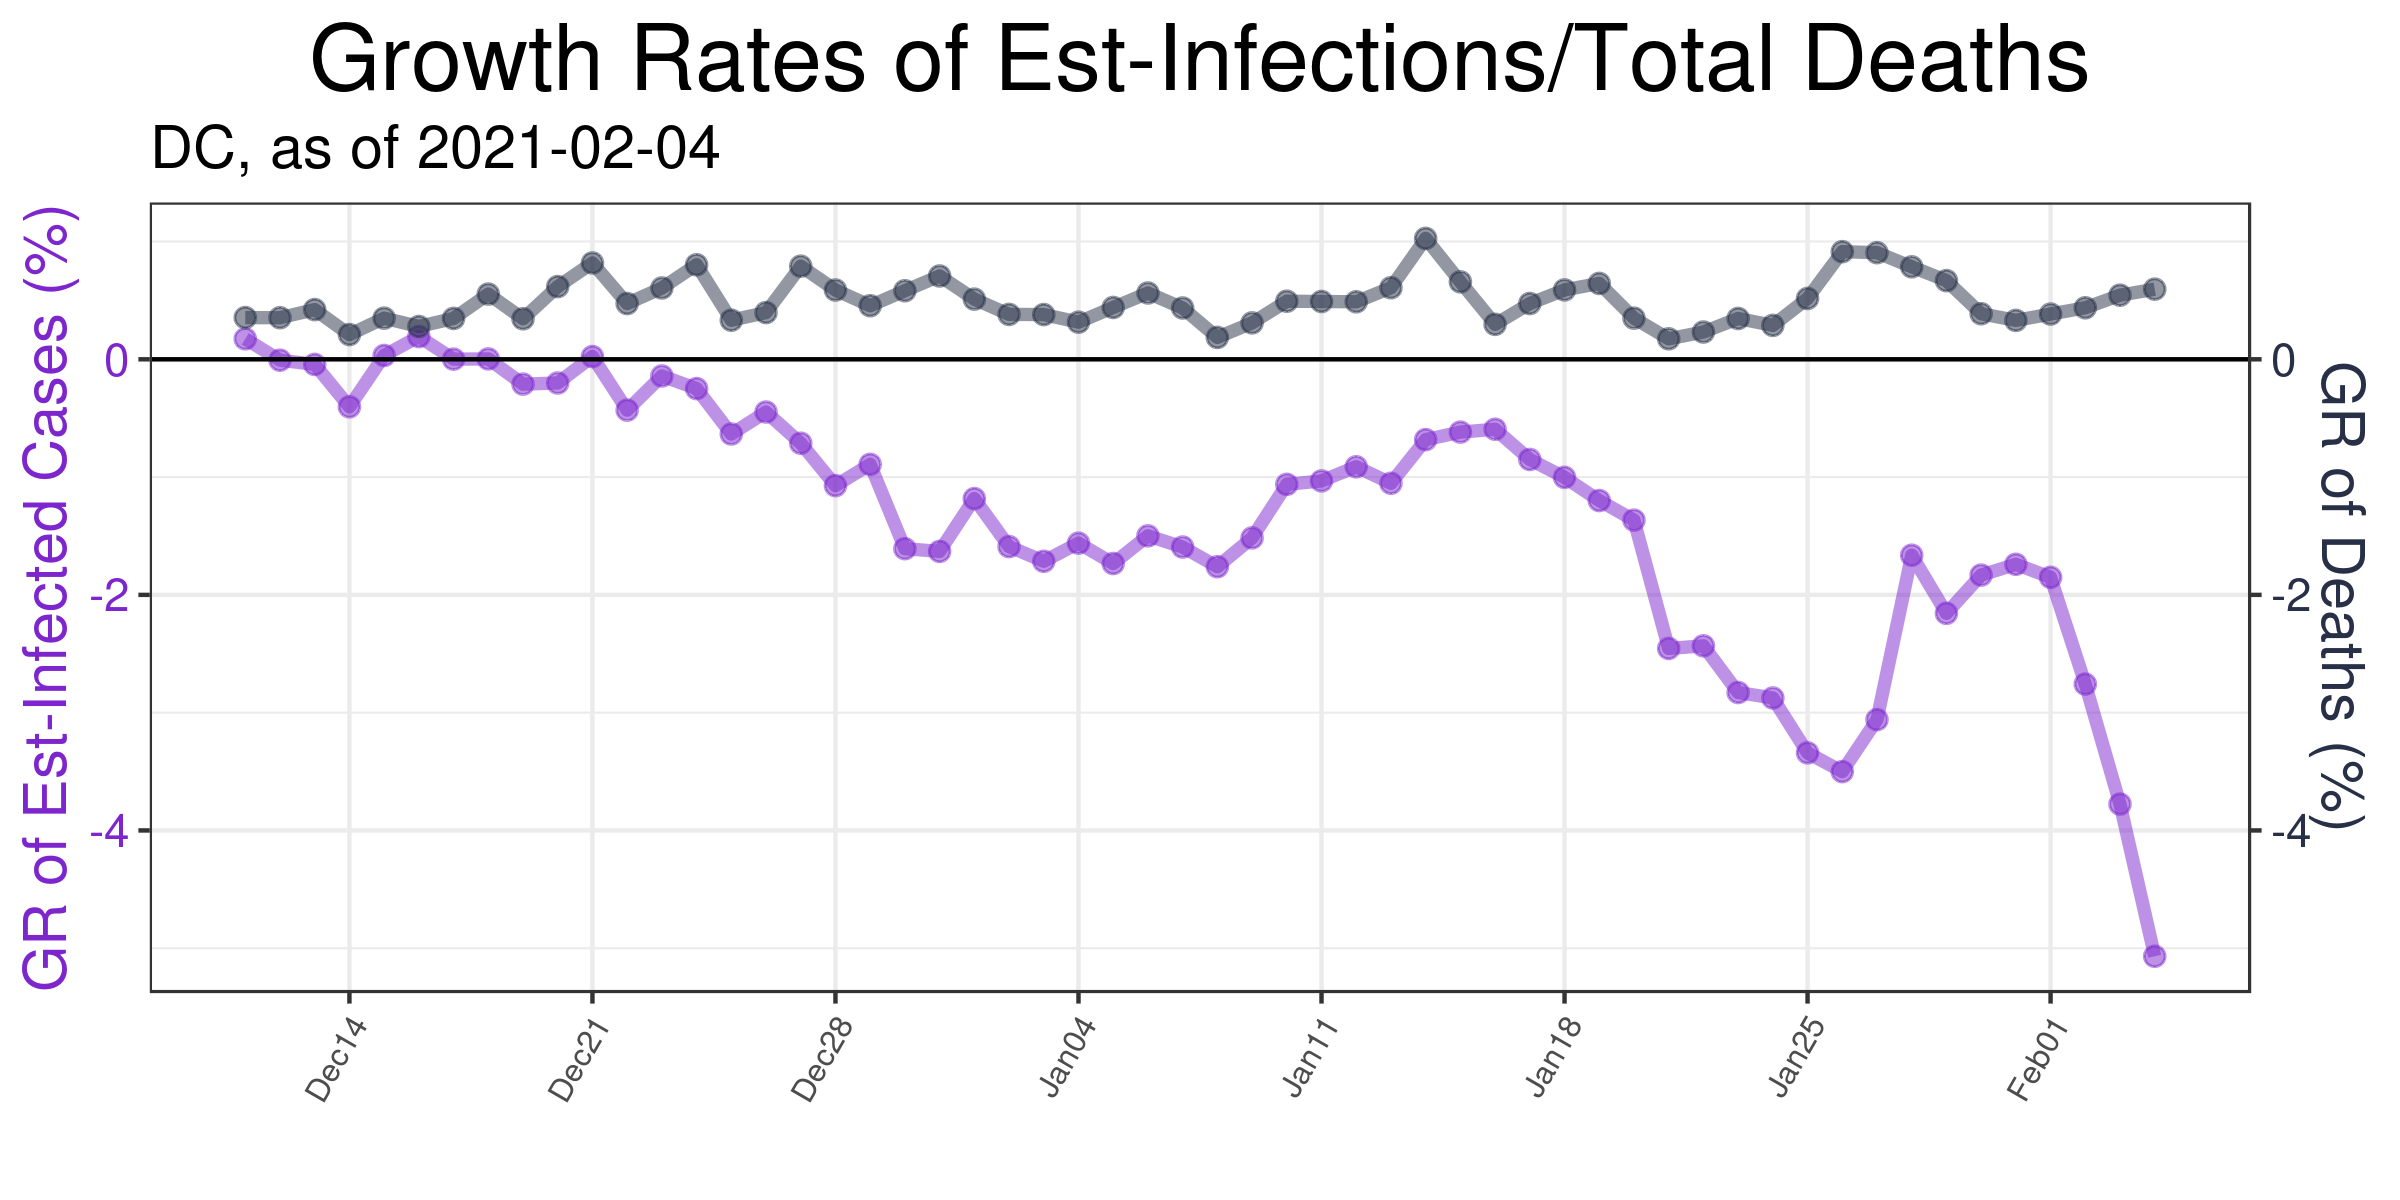 Growth Rates of Est-Infections/Total Deaths
DC, as of 2021-02-04
GR of Est-Infected Cases (%)
0
-2
-4
0
-2
-4
GR of Deaths (%)
Dec14
Dec21
Dec28
Jan04
Jan11
Jan18
Jan25
Feb01